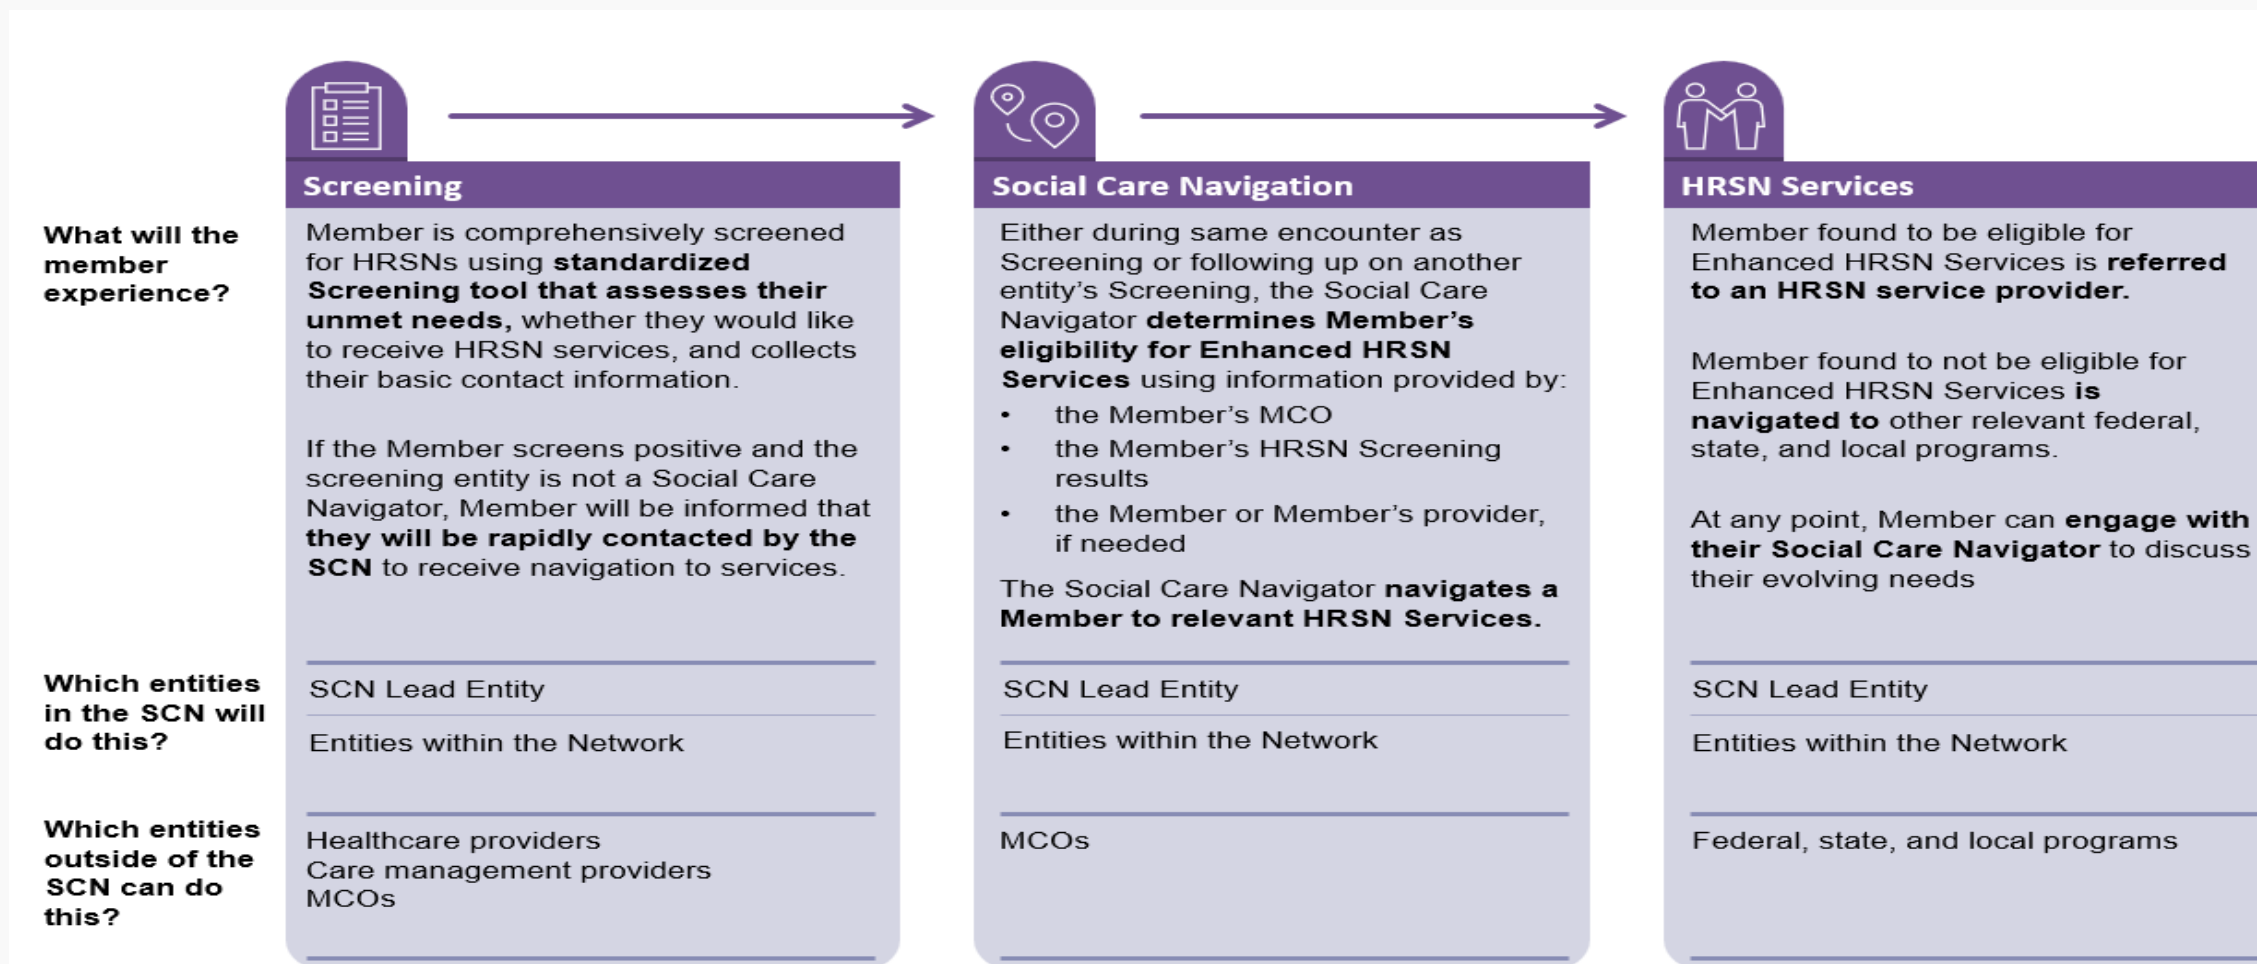 Screening
Social Care Navigation
HRSN Services
What will the
member
experience?
Member is comprehensively screened
for HRSNs using standardized
Screening tool that assesses their
unmet needs, whether they would like
to receive HRSN services, and collects
their basic contact information.
If the Member screens positive and the
screening entity is not a Social Care
Navigator, Member will be informed that
they will be rapidly contacted by the
SCN to receive navigation to services.
Either during same encounter as
Screening or following up on another
entity’s Screening, the Social Care
Navigator determines Member’s
eligibility for Enhanced HRSN
Services using information provided by:
• the Member’s MCO
• the Member’s HRSN Screening
results
• the Member or Member’s provider,
if needed
The Social Care Navigator navigates a
Member to relevant HRSN Services.
Member found to be eligible for
Enhanced HRSN Services is referred
to an HRSN service provider.
Member found to not be eligible for
Enhanced HRSN Services is
navigated to other relevant federal,
state, and local programs.
At any point, Member can engage with
their Social Care Navigator to discuss
their evolving needs
Which entities
in the SCN will
do this?
SCN Lead Entity
Entities within the Network
SCN Lead Entity
Entities within the Network
SCN Lead Entity
Entities within the Network
Which entities
outside of the
SCN can do
this?
Healthcare providers
Care management providers
MCOs
MCOs
Federal, state, and local programs